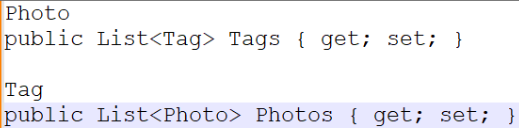 Photo
public List<Tag> Tags { get; set; }
Tag
public List<Photo> Photos { get; set; }